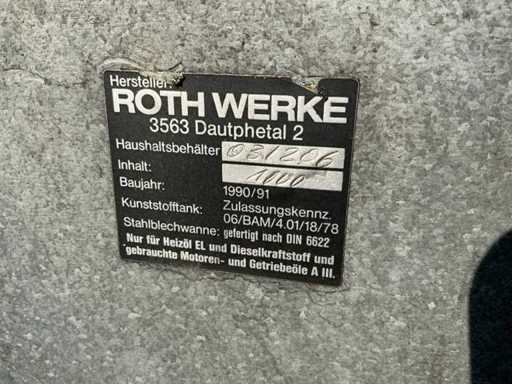 Hersteller:
ROTH WERKE
3563 Dautphetal 2
Haushaltsbehälter 031206
Inhalt: 1000
Baujahr: 1990/91
Kunststofftank: Zulassungskennz.
06/BAM/4.01/18/78
Stahlblechwanne: gefertigt nach DIN 6622
Nur für Heizöl EL und Dieselkraftstoff und
gebrauchte Motoren- und Getriebeöle A III.